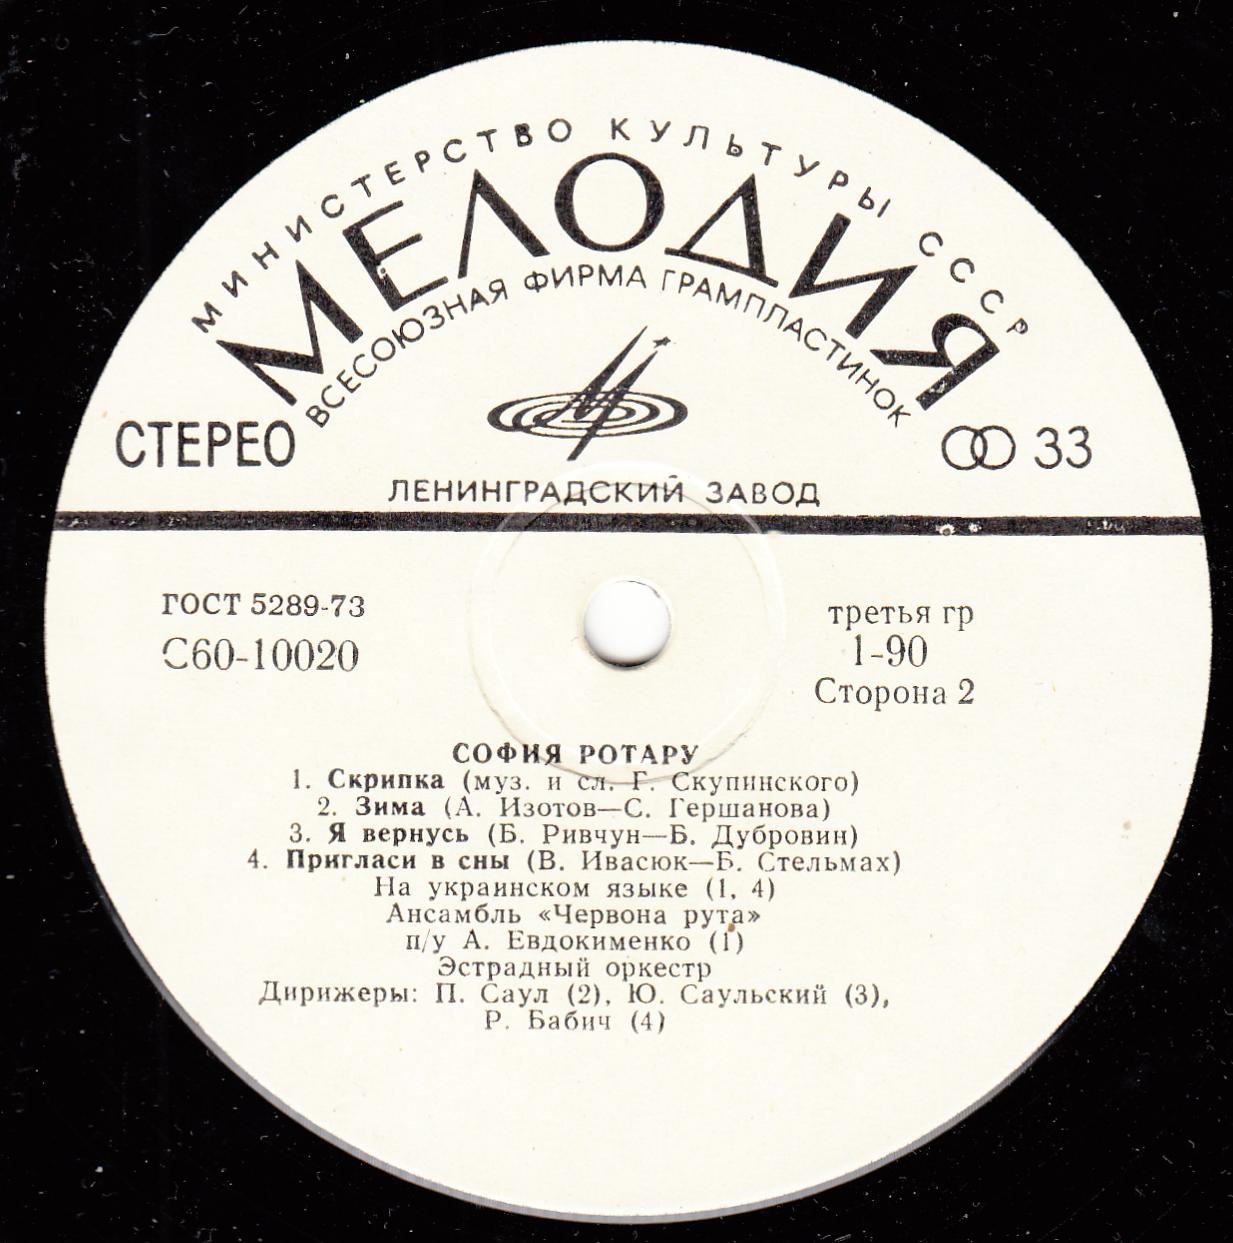 МИНИСТЕРСТВО КУЛЬТУРЫ СССР
МЕЛОДИЯ
ВСЕСОЮЗНАЯ ФИРМА ГРАМПЛАСТИНОК
СТЕРЕО
33
ЛЕНИНГРАДСКИЙ ЗАВОД
ГОСТ 5289-73
С60-10020
третья гр
1-90
Сторона 2
СОФИЯ РОТАРУ
1. Скрипка (муз. и сл. Г. Скупинского)
2. Зима (А. Изотов—С. Гершанова)
3. Я вернусь (Б. Ривчун—Б. Дубровин)
4. Пригласи в сны (В. Ивасюк—Б. Стельмах)
На украинском языке (1, 4)
Ансамбль «Червона рута»
п/у А. Евдокименко (1)
Эстрадный оркестр
Дирижеры: П. Саул (2), Ю. Саульский (3),
Р. Бабич (4)